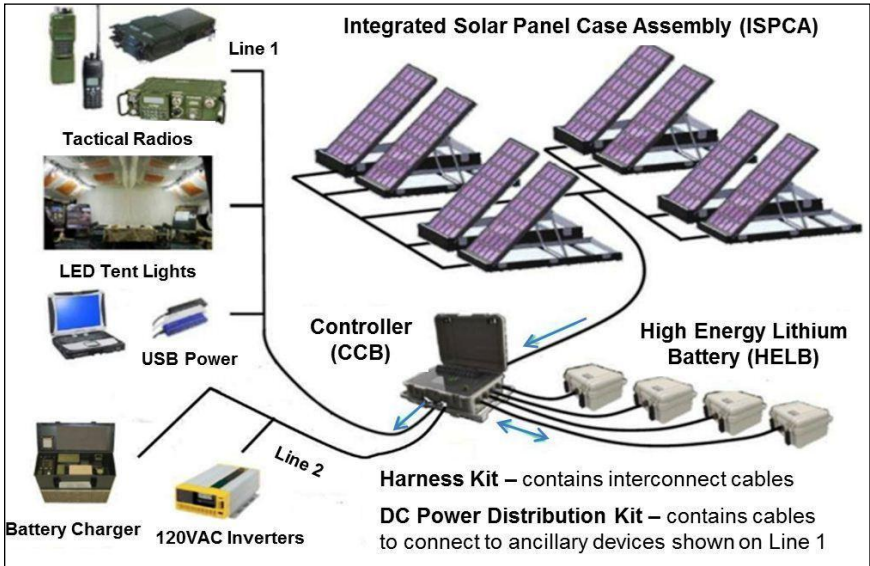 Integrated Solar Panel Case Assembly (ISPCA)
Line 1
Tactical Radios
LED Tent Lights
USB Power
Controller
(CCB)
High Energy Lithium
Battery (HELB)
Line 2
Battery Charger
120VAC Inverters
Harness Kit – contains interconnect cables
DC Power Distribution Kit – contains cables
to connect to ancillary devices shown on Line 1